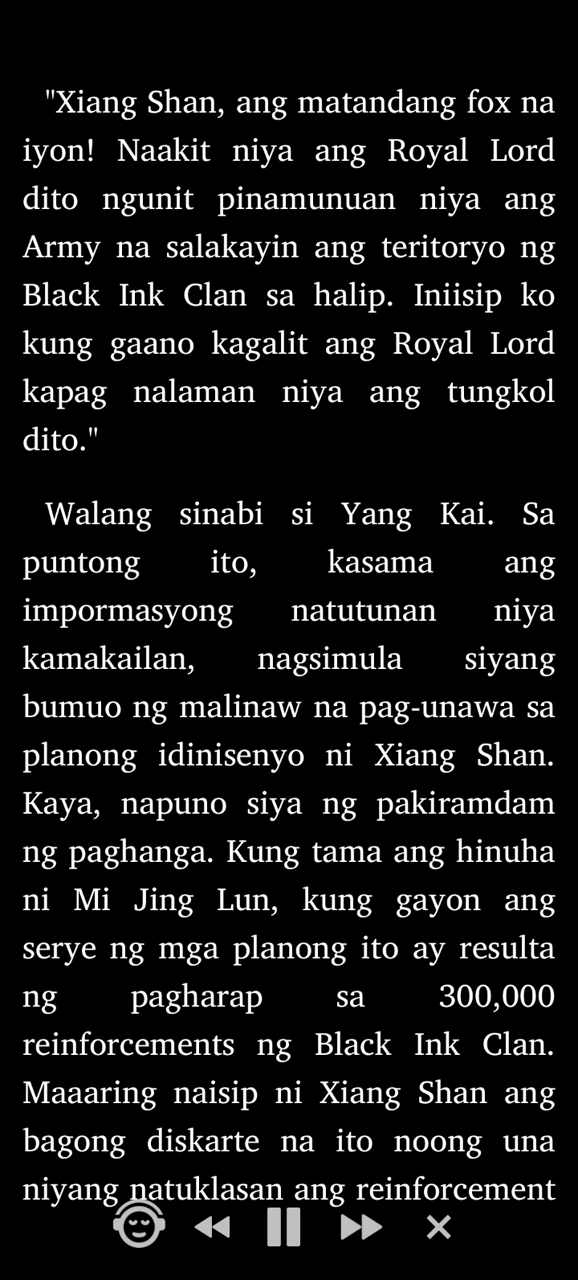 "Xiang Shan, ang matandang fox na
iyon! Naakit niya ang Royal Lord
dito ngunit pinamunuan niya ang
Army na salakayin ang teritoryo ng
Black Ink Clan sa halip. Iniisip ko
kung gaano kagalit ang Royal Lord
kapag nalaman niya ang tungkol
dito."
Walang sinabi si Yang Kai. Sa
puntong ito, kasama ang
impormasyong natutunan niya
kamakailan, nagsimula siyang
bumuo ng malinaw na pag-unawa sa
planong idinisenyo ni Xiang Shan.
Kaya, napuno siya ng pakiramdam
ng paghanga. Kung tama ang hinuha
ni Mi Jing Lun, kung gayon ang
serye ng mga planong ito ay resulta
ng pagharap sa 300,000
reinforcements ng Black Ink Clan.
Maaaring naisip ni Xiang Shan ang
bagong diskarte na ito noong una
niyang natuklasan ang reinforcement